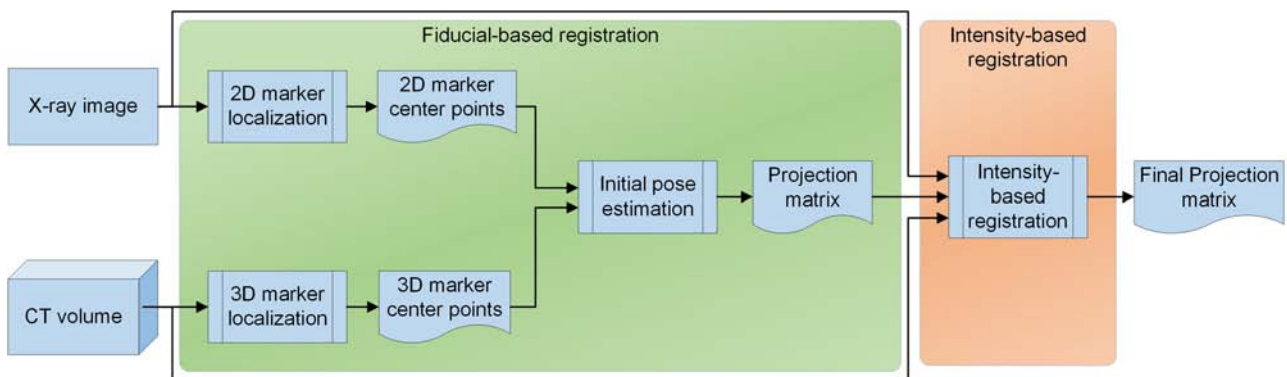 Fiducial-based registration
Intensity-based
registration
X-ray image
2D marker
localization
2D marker
center points
Initial pose
estimation
Projection
matrix
Intensity-
based
registration
Final Projection
matrix
CT volume
3D marker
localization
3D marker
center points